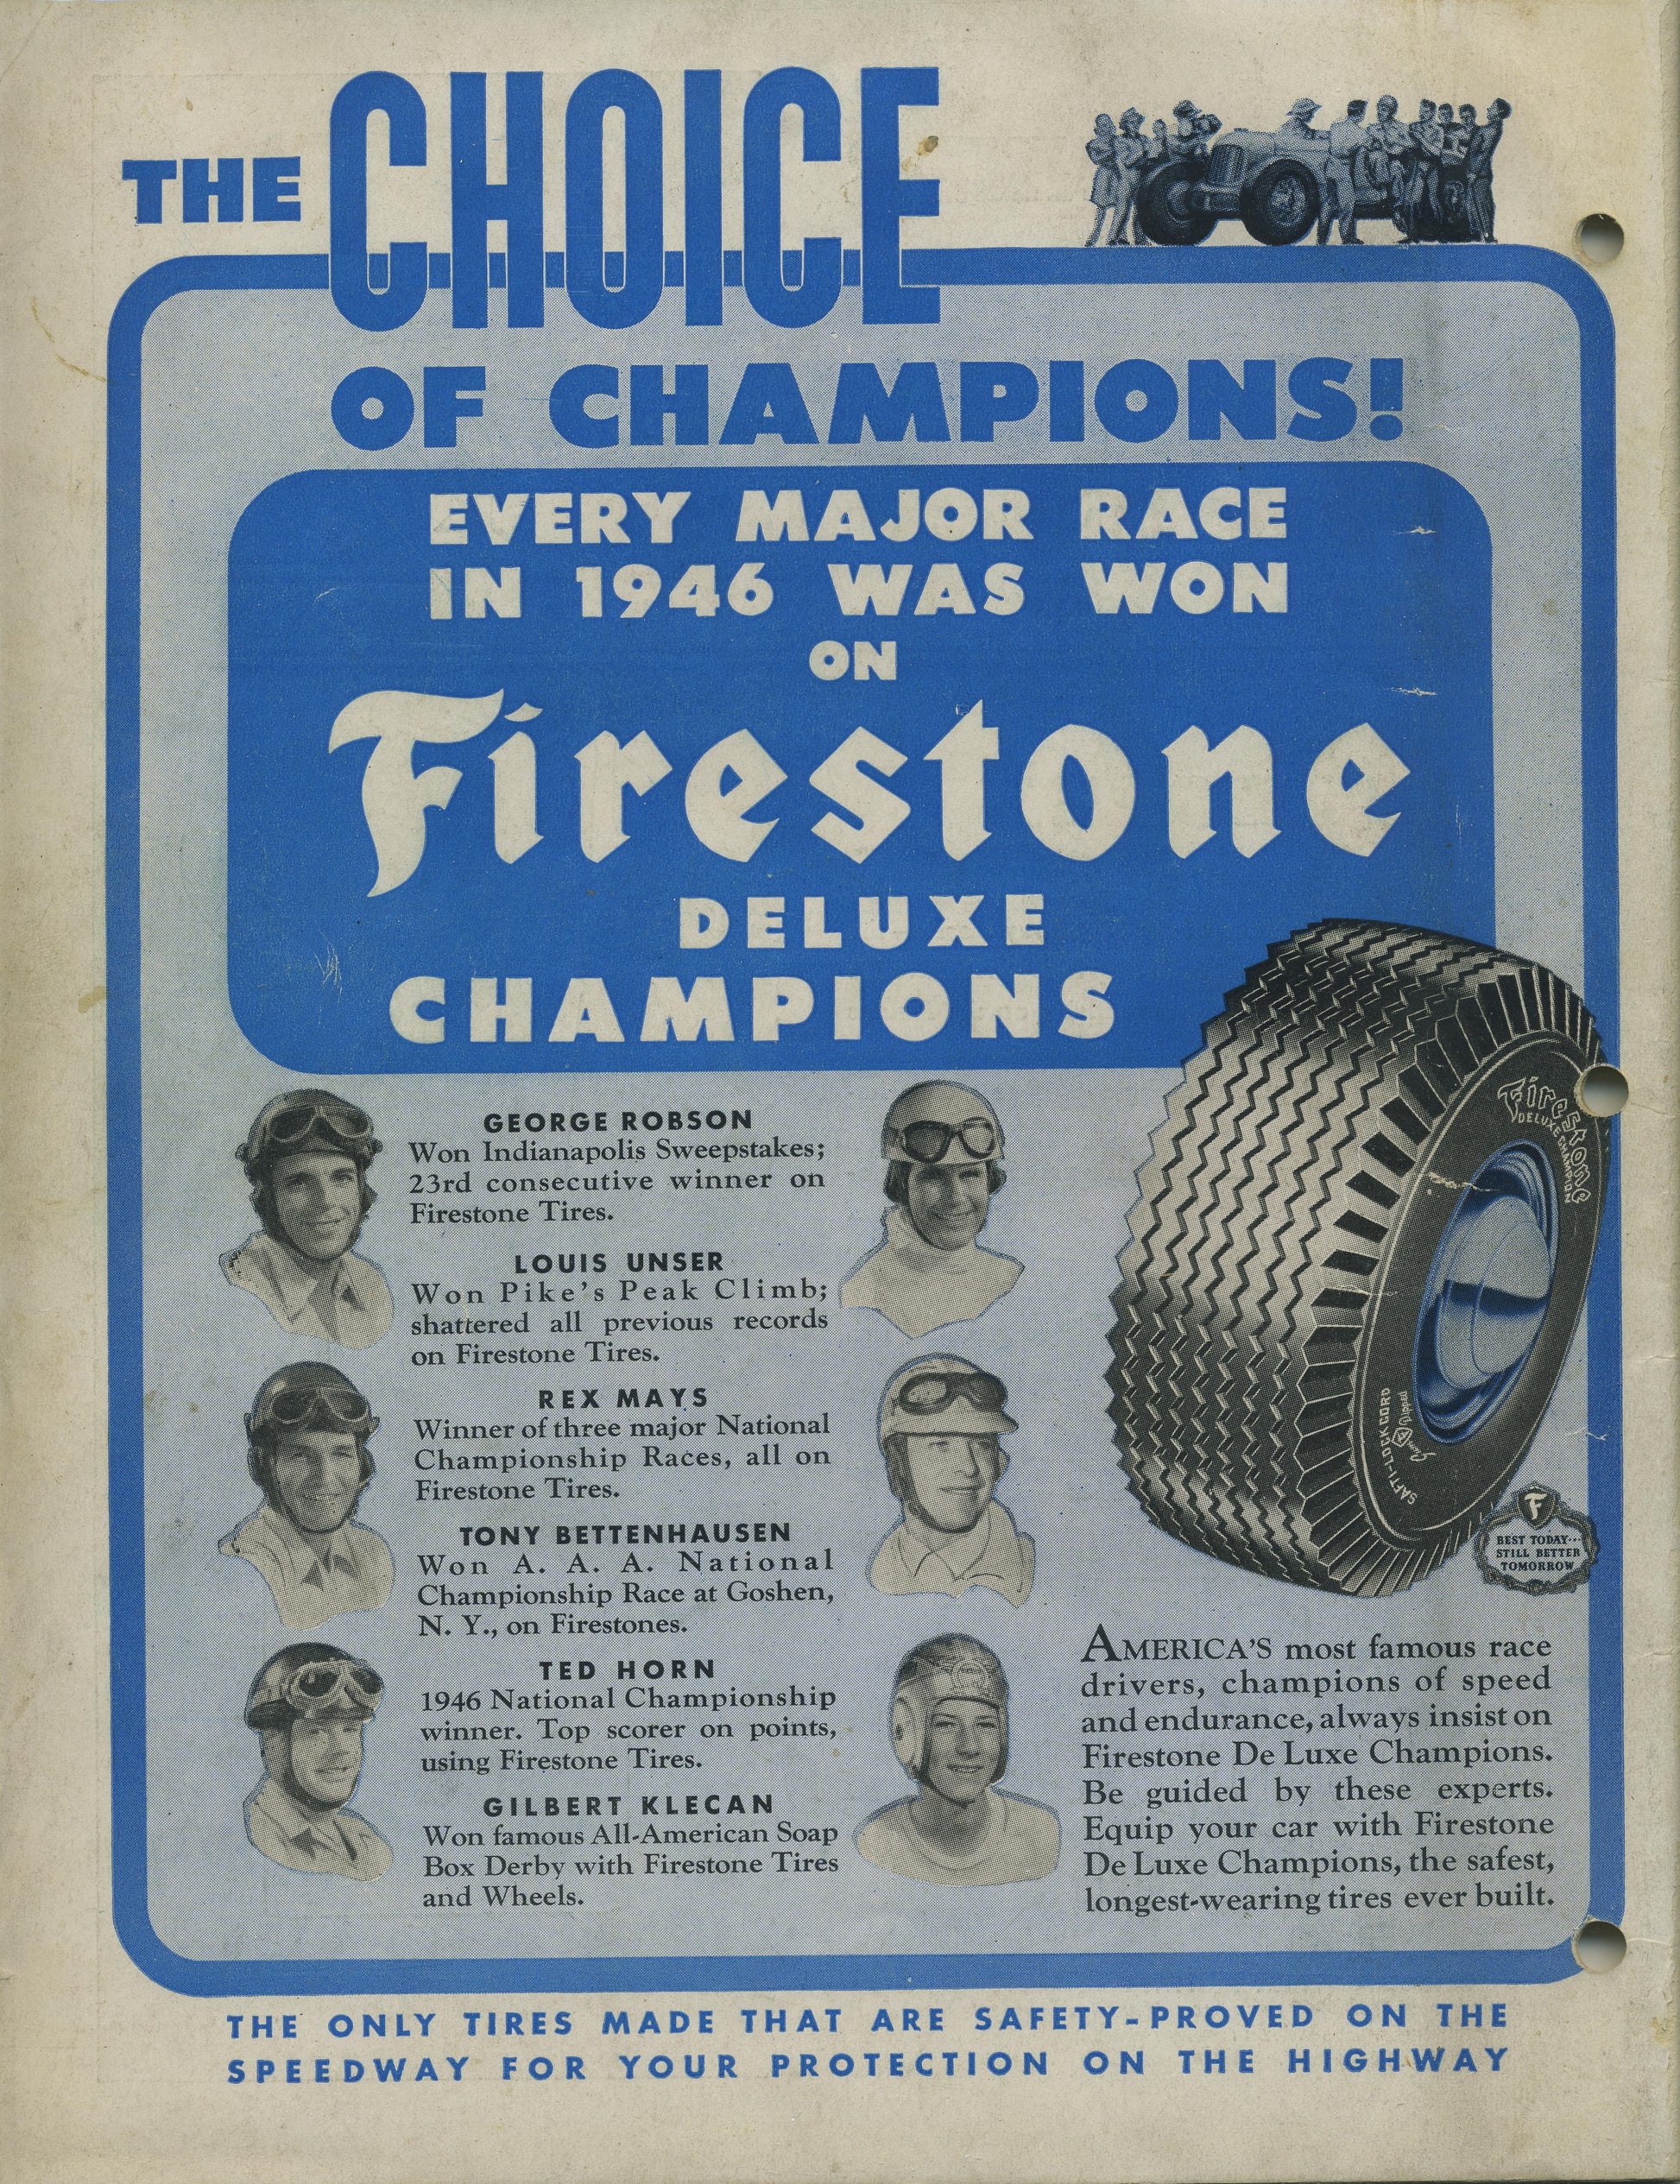 THE CHOICE
OF CHAMPIONS!
EVERY MAJOR RACE
IN 1946 WAS WON
ON
Firestone
DELUXE
CHAMPIONS
GEORGE ROBSON
Won Indianapolis Sweepstakes;
23rd consecutive winner on
Firestone Tires.
LOUIS UNSER
Won Pike's Peak Climb;
shattered all previous records
on Firestone Tires.
REX MAYS
Winner of three major National
Championship Races, all on
Firestone Tires.
TONY BETTENHAUSEN
Won A. A. A. National
Championship Race at Goshen,
N. Y., on Firestones.
TED HORN
1946 National Championship
winner. Top scorer on points,
using Firestone Tires.
GILBERT KLECAN
Won famous All-American Soap
Box Derby with Firestone Tires
and Wheels.
Firestone
DELUXE CHAMPION
SAFTI-LOCK CORD
Gum Dipped
F
BEST TODAY···
STILL BETTER
TOMORROW
AMERICA'S most famous race
drivers, champions of speed
and endurance, always insist on
Firestone De Luxe Champions.
Be guided by these experts.
Equip your car with Firestone
De Luxe Champions, the safest,
longest-wearing tires ever built.
THE ONLY TIRES MADE THAT ARE SAFETY-PROVED ON THE
SPEEDWAY FOR YOUR PROTECTION ON THE HIGHWAY